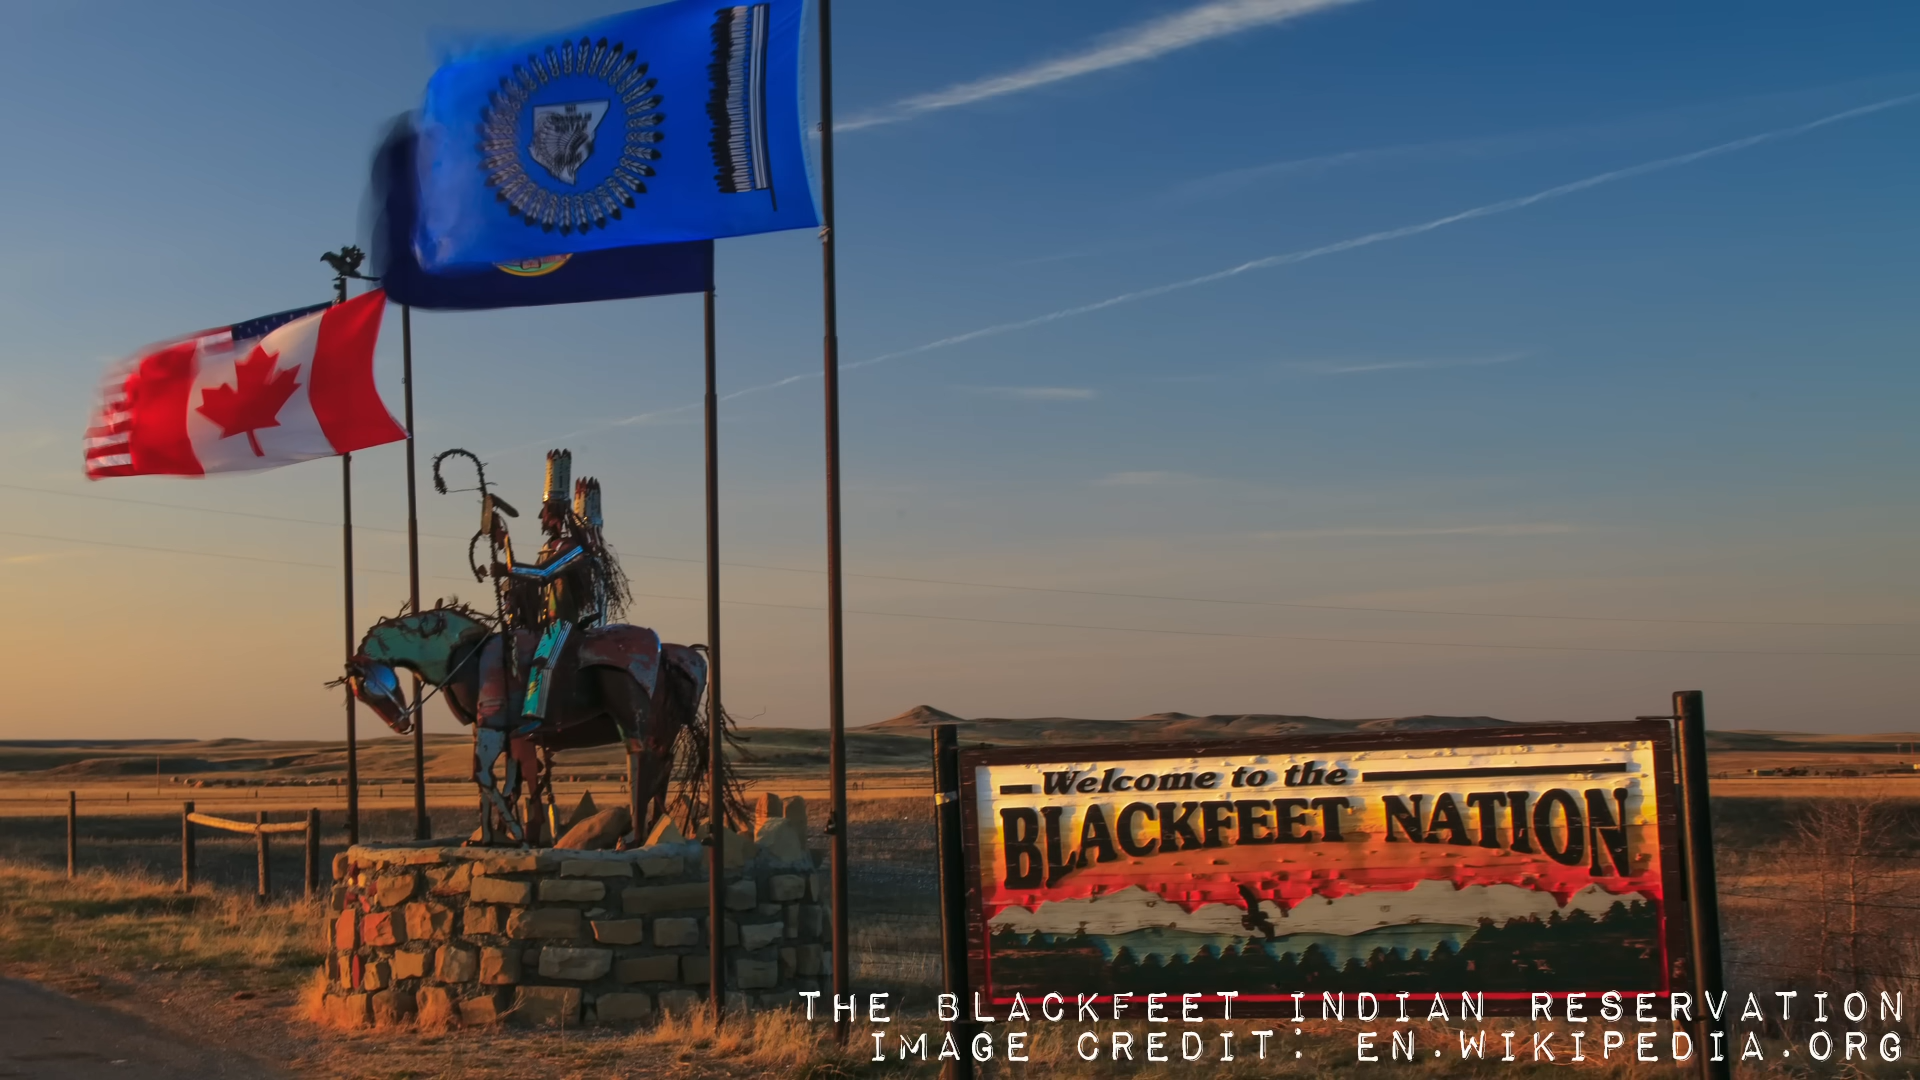 Welcome to the
BLACKFEET NATION
THE BLACKFEET INDIAN RESERVATION
IMAGE CREDIT: EN.WIKIPEDIA.ORG